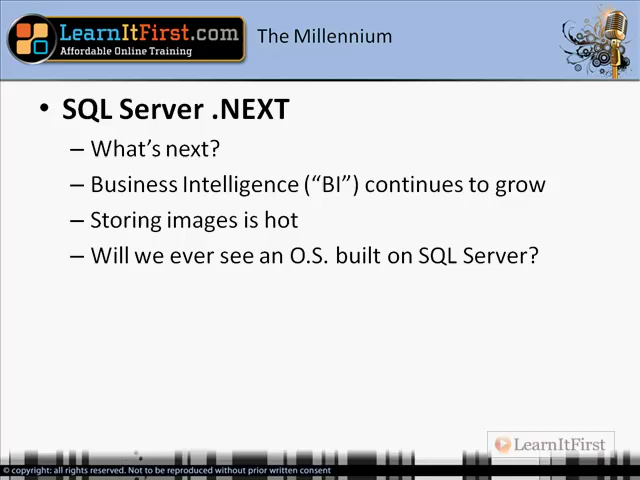 LearnItFirst.com
Affordable Online Training
The Millennium
• SQL Server .NEXT
– What's next?
– Business Intelligence (“BI”) continues to grow
– Storing images is hot
– Will we ever see an O.S. built on SQL Server?
LearnItFirst
© copyright: all rights reserved. Not to be reproduced without prior written consent